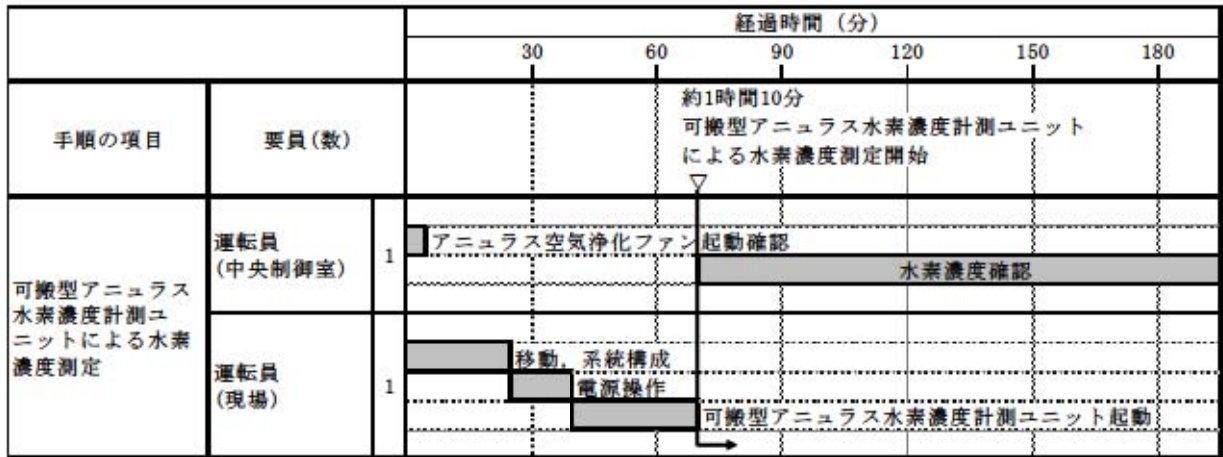 経過時間（分）
30 60 90 120 150 180
手順の項目
要員(数)
約1時間10分
可搬型アニュラス水素濃度計測ユニット
による水素濃度測定開始
▽
可搬型アニュラス
水素濃度計測ユ
ニットによる水素
濃度測定
運転員
(中央制御室)
1
アニュラス空気浄化ファン起動確認
水素濃度確認
運転員
(現場)
1
移動，系統構成
電源操作
可搬型アニュラス水素濃度計測ユニット起動